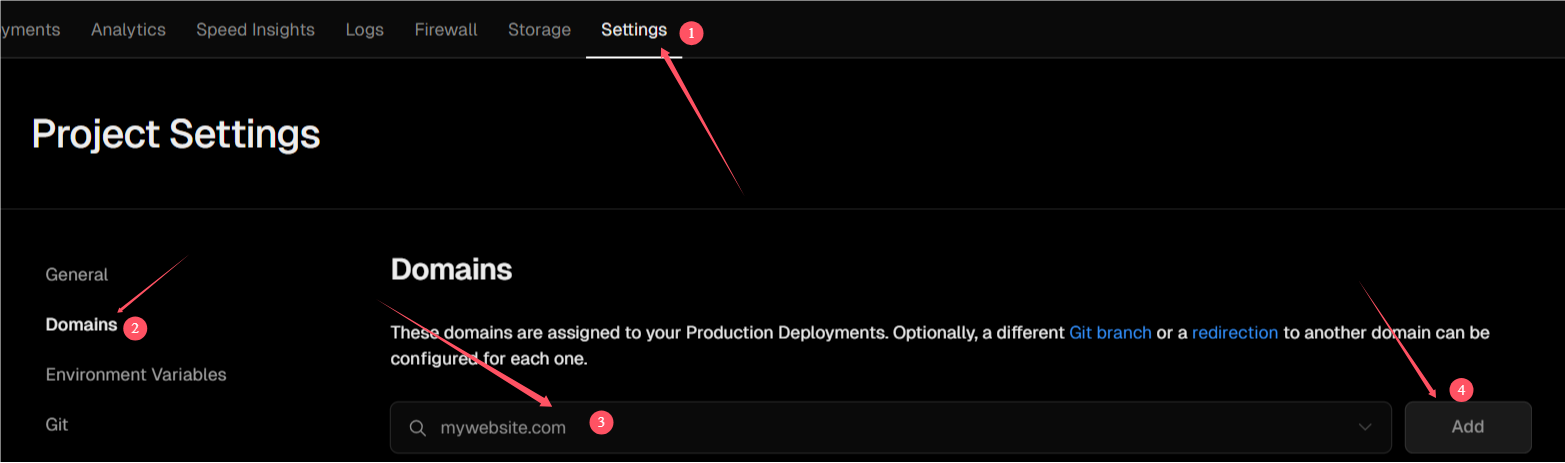 yments Analytics Speed Insights Logs Firewall Storage Settings 1
Project Settings
General
Domains 2
Environment Variables
Git
Domains
These domains are assigned to your Production Deployments. Optionally, a different Git branch or a redirection to another domain can be
configured for each one.
mywebsite.com 3
Add 4